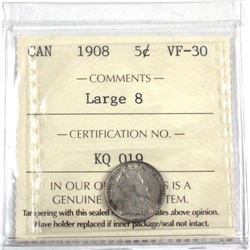 CAN 1908 5¢ VF-30
COMMENTS
Large 8
CERTIFICATION NO.
KQ 019
IN OUR O S IS A
GENUINE TEM.
Tampering with this sealed ates above opinion.
Have holder replaced if inner package/seal not intact.